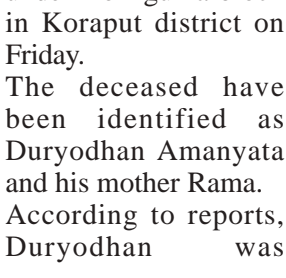 in Koraput district on
Friday.
The deceased have
been identified as
Duryodhan Amanyata
and his mother Rama.
According to reports,
Duryodhan was